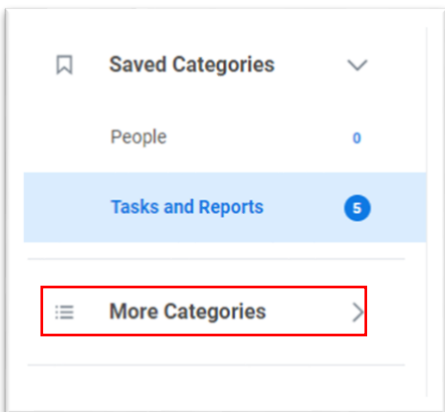 Saved Categories
People 0
Tasks and Reports 5
More Categories